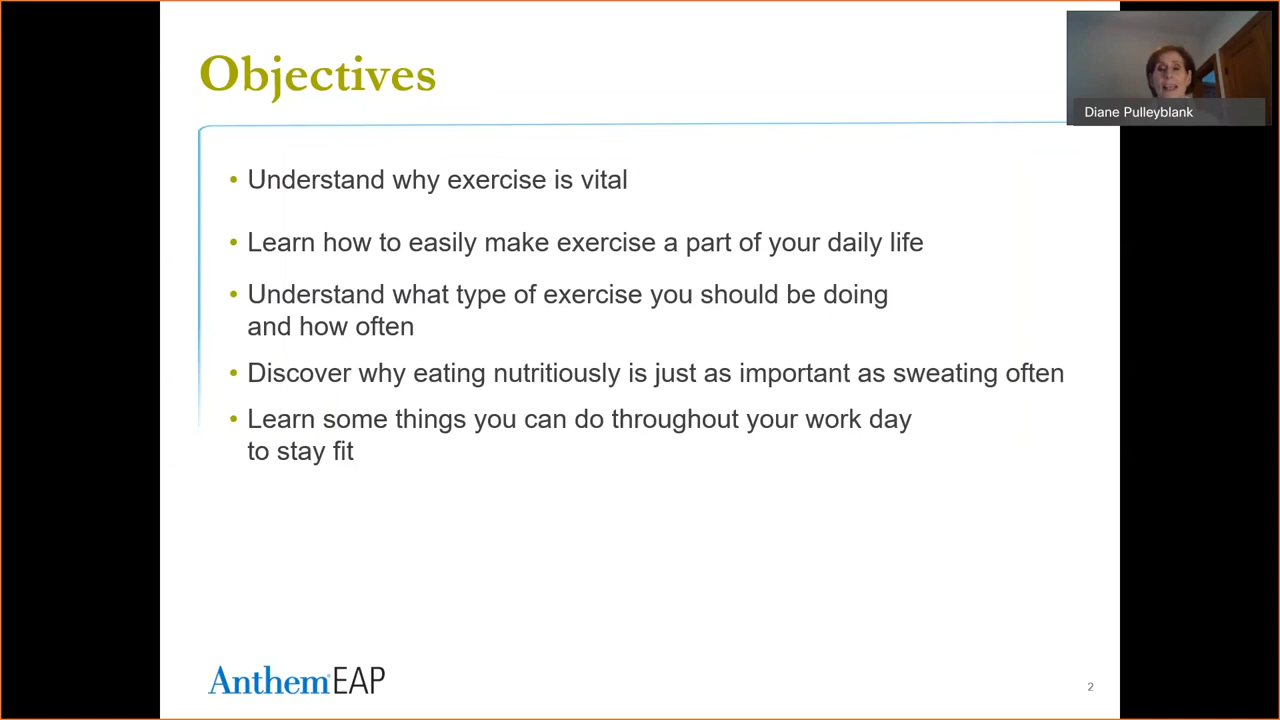 Objectives
Diane Pulleyblank
• Understand why exercise is vital
• Learn how to easily make exercise a part of your daily life
• Understand what type of exercise you should be doing
and how often
• Discover why eating nutritiously is just as important as sweating often
• Learn some things you can do throughout your work day
to stay fit
Anthem® EAP
2